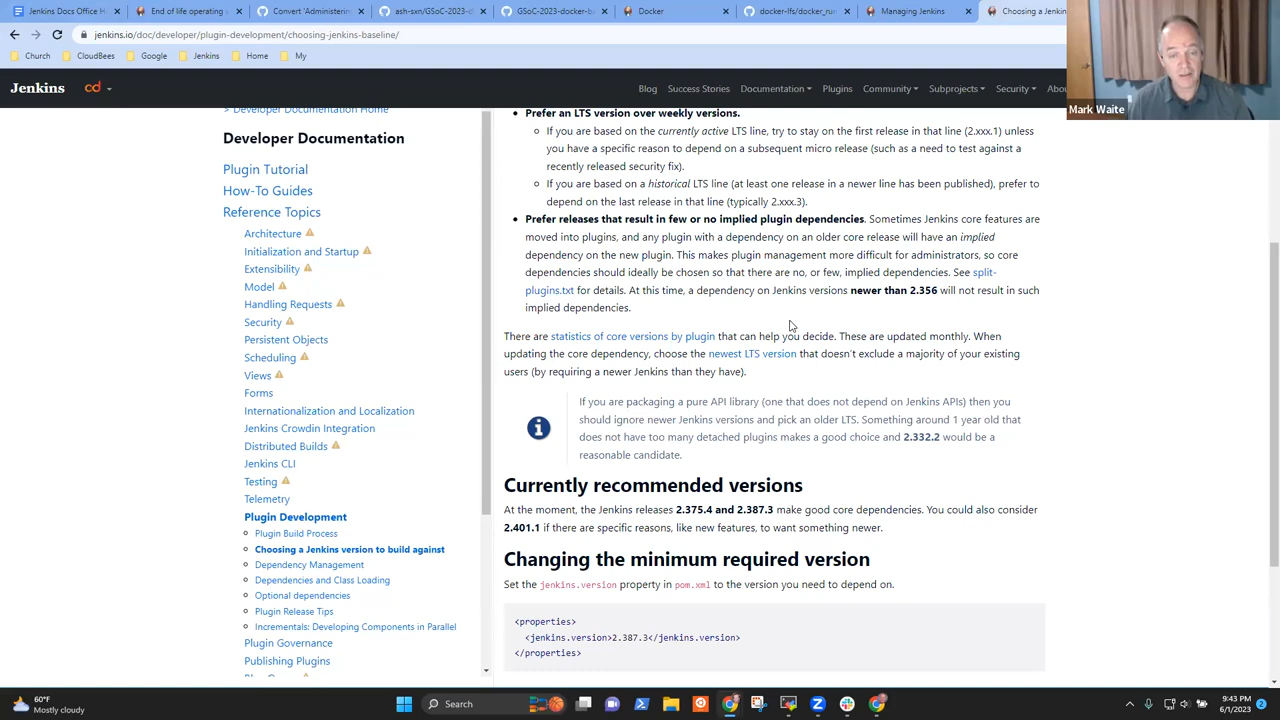 Jenkins Docs Office H
End of life operating
Convert 'Administerin
ash-sxn/GSoC-2023-d
GSoC-2023-docker-ba
Docker
docker-lfs/docker_run
Managing Jenkins
Choosing a Jenkins
jenkins.io/doc/developer/plugin-development/choosing-jenkins-baseline/
Church
CloudBees
Google
Jenkins
Home
My
Mark Waite
Jenkins
cd
Blog
Success Stories
Documentation
Plugins
Community
Subprojects
Security
Abou
> Developer Documentation Home
Developer Documentation
Plugin Tutorial
How-To Guides
Reference Topics
Architecture
Initialization and Startup
Extensibility
Model
Handling Requests
Security
Persistent Objects
Scheduling
Views
Forms
Internationalization and Localization
Jenkins Crowdin Integration
Distributed Builds
Jenkins CLI
Testing
Telemetry
Plugin Development
Plugin Build Process
Choosing a Jenkins version to build against
Dependency Management
Dependencies and Class Loading
Optional dependencies
Plugin Release Tips
Incrementals: Developing Components in Parallel
Plugin Governance
Publishing Plugins
Prefer an LTS version over weekly versions.
If you are based on the currently active LTS line, try to stay on the first release in that line (2.xxx.1) unless
you have a specific reason to depend on a subsequent micro release (such as a need to test against a
recently released security fix).
If you are based on a historical LTS line (at least one release in a newer line has been published), prefer to
depend on the last release in that line (typically 2.xxx.3).
Prefer releases that result in few or no implied plugin dependencies. Sometimes Jenkins core features are
moved into plugins, and any plugin with a dependency on an older core release will have an implied
dependency on the new plugin. This makes plugin management more difficult for administrators, so core
dependencies should ideally be chosen so that there are no, or few, implied dependencies. See split-
plugins.txt for details. At this time, a dependency on Jenkins versions newer than 2.356 will not result in such
implied dependencies.
There are statistics of core versions by plugin that can help you decide. These are updated monthly. When
updating the core dependency, choose the newest LTS version that doesn't exclude a majority of your existing
users (by requiring a newer Jenkins than they have).
If you are packaging a pure API library (one that does not depend on Jenkins APIs) then you
should ignore newer Jenkins versions and pick an older LTS. Something around 1 year old that
does not have too many detached plugins makes a good choice and 2.332.2 would be a
reasonable candidate.
Currently recommended versions
At the moment, the Jenkins releases 2.375.4 and 2.387.3 make good core dependencies. You could also consider
2.401.1 if there are specific reasons, like new features, to want something newer.
Changing the minimum required version
Set the jenkins.version property in pom.xml to the version you need to depend on.
<properties>
<jenkins.version>2.387.3</jenkins.version>
</properties>
60°F
Mostly cloudy
Search
9:43 PM
6/1/2023
2